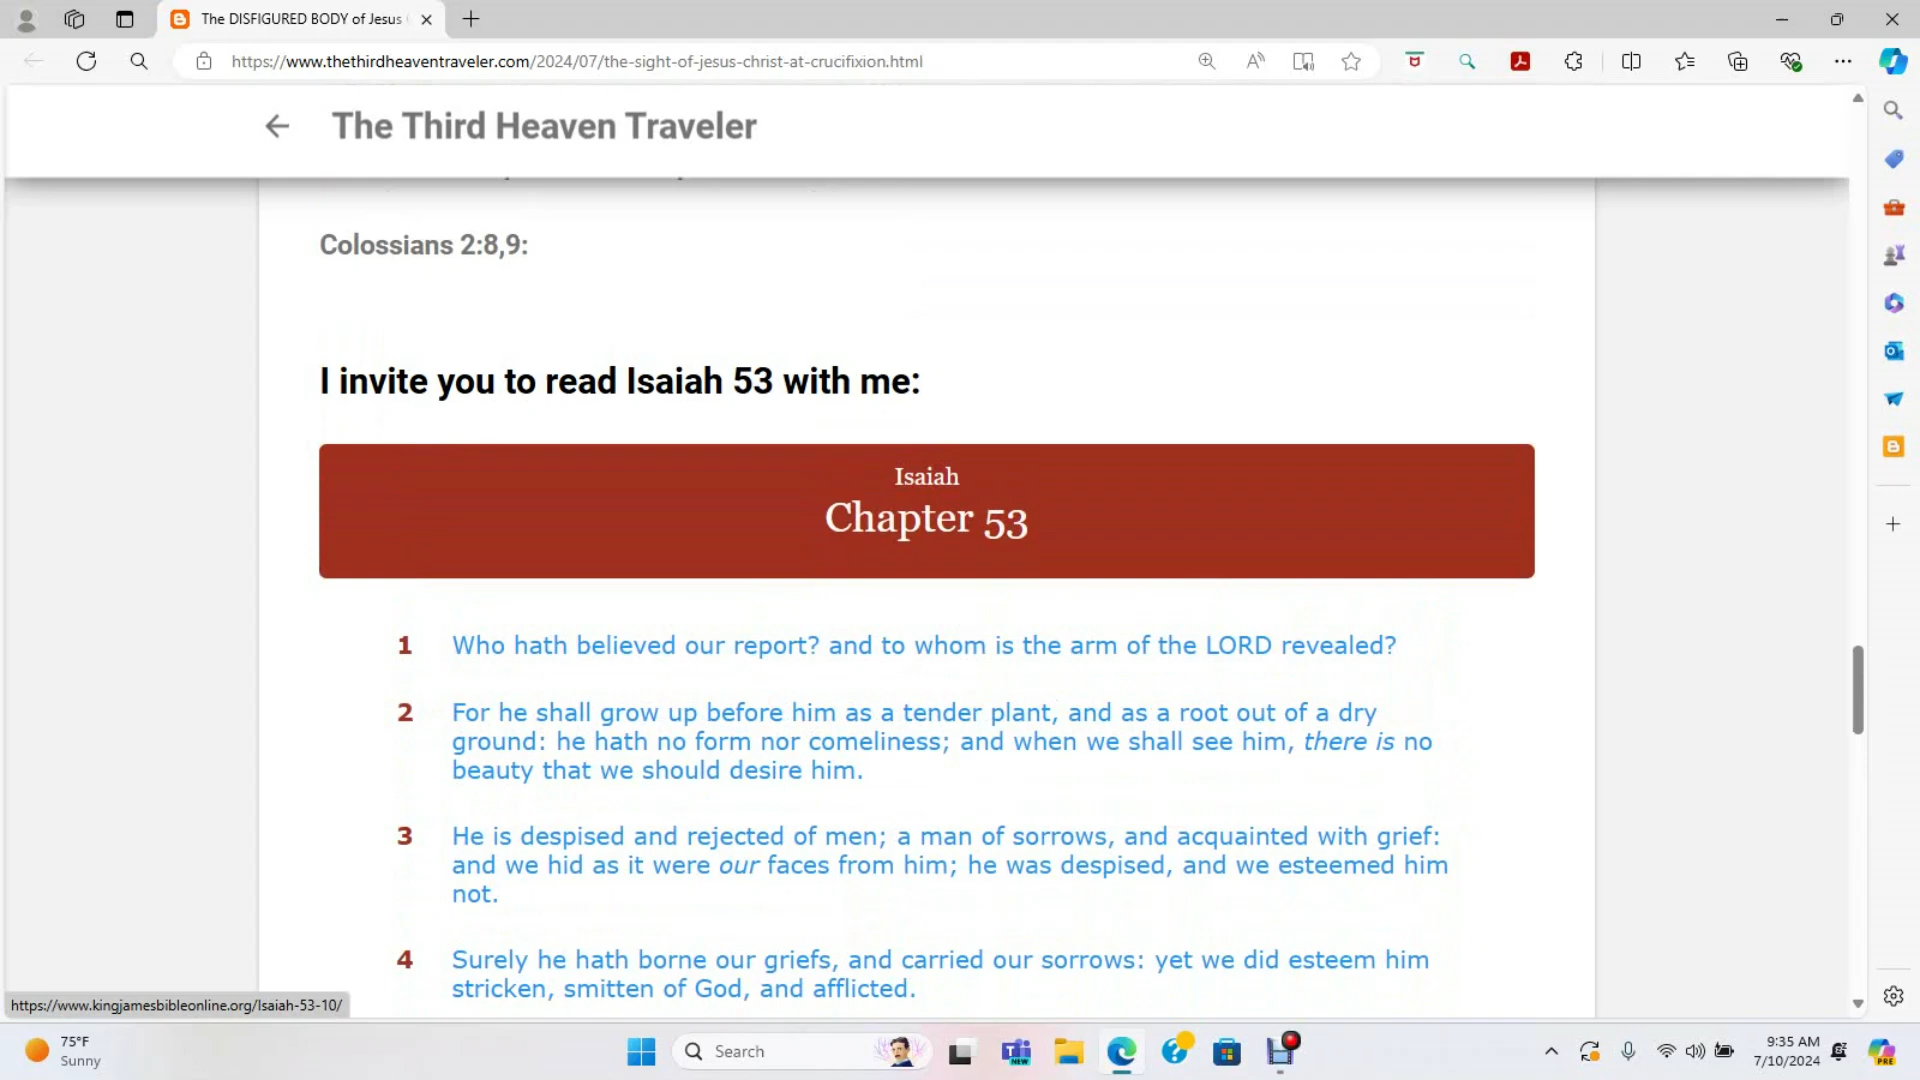 The DISFIGURED BODY of Jesus
https://www.thethirdheaventraveler.com/2024/07/the-sight-of-jesus-christ-at-crucifixion.html
The Third Heaven Traveler
Colossians 2:8,9:
I invite you to read Isaiah 53 with me:
Isaiah
Chapter 53
1 Who hath believed our report? and to whom is the arm of the LORD revealed?
2 For he shall grow up before him as a tender plant, and as a root out of a dry
ground: he hath no form nor comeliness; and when we shall see him, there is no
beauty that we should desire him.
3 He is despised and rejected of men; a man of sorrows, and acquainted with grief:
and we hid as it were our faces from him; he was despised, and we esteemed him
not.
4 Surely he hath borne our griefs, and carried our sorrows: yet we did esteem him
stricken, smitten of God, and afflicted.
https://www.kingjamesbibleonline.org/Isaiah-53-10/
75°F
Sunny
Search
NEW
9:35 AM
7/10/2024
PRE